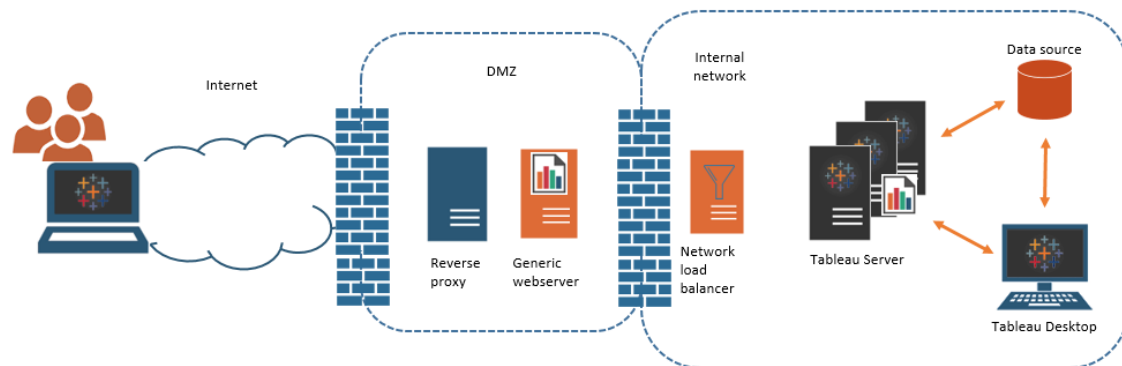 Internet
DMZ
Internal
network
Data source
Reverse
proxy
Generic
webserver
Network
load
balancer
Tableau Server
Tableau Desktop